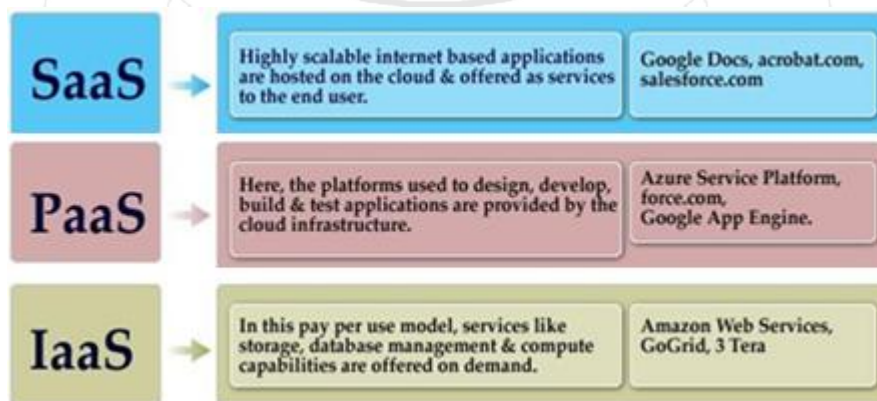 SaaS
Highly scalable internet based applications
are hosted on the cloud & offered as services
to the end user.
Google Docs, acrobat.com,
salesforce.com
PaaS
Here, the platforms used to design, develop,
build & test applications are provided by the
cloud infrastructure.
Azure Service Platform,
force.com,
Google App Engine.
IaaS
In this pay per use model, services like
storage, database management & compute
capabilities are offered on demand.
Amazon Web Services,
GoGrid, 3 Tera